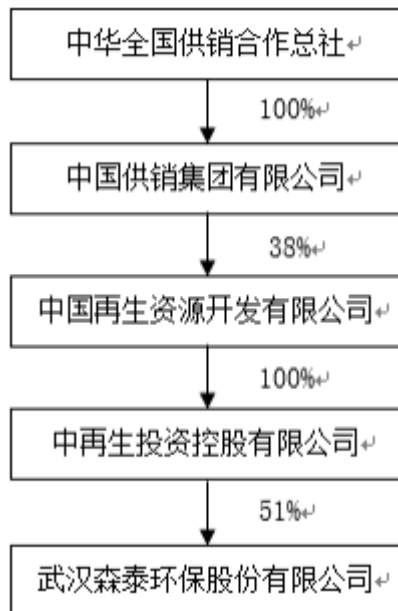 中华全国供销合作总社↵
100%↵
中国供销集团有限公司↵
38%↵
中国再生资源开发有限公司↵
100%↵
中再生投资控股有限公司↵
51%↵
武汉森泰环保股份有限公司↵